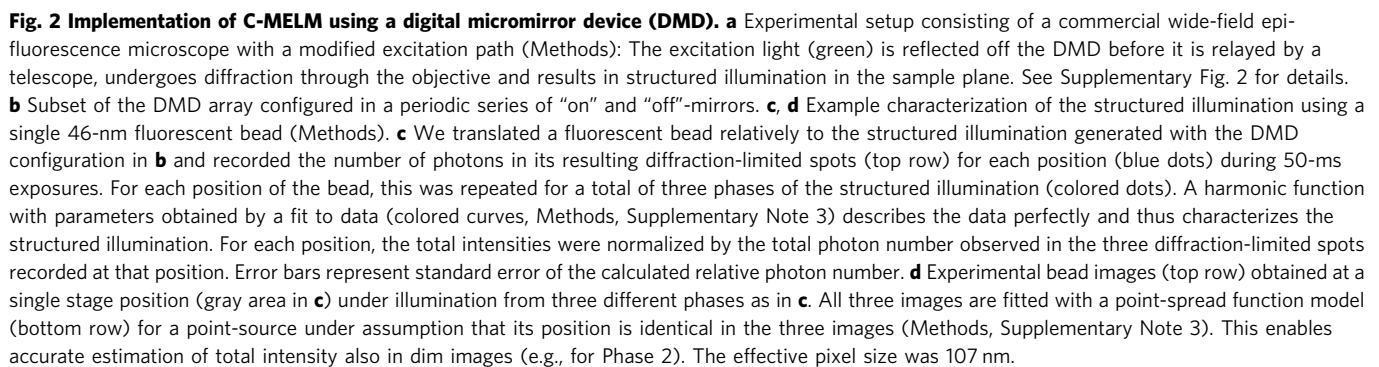 Fig. 2 Implementation of C-MELM using a digital micromirror device (DMD). a Experimental setup consisting of a commercial wide-field epi-
fluorescence microscope with a modified excitation path (Methods): The excitation light (green) is reflected off the DMD before it is relayed by a
telescope, undergoes diffraction through the objective and results in structured illumination in the sample plane. See Supplementary Fig. 2 for details.
b Subset of the DMD array configured in a periodic series of “on” and “off”-mirrors. c, d Example characterization of the structured illumination using a
single 46-nm fluorescent bead (Methods). c We translated a fluorescent bead relatively to the structured illumination generated with the DMD
configuration in b and recorded the number of photons in its resulting diffraction-limited spots (top row) for each position (blue dots) during 50-ms
exposures. For each position of the bead, this was repeated for a total of three phases of the structured illumination (colored dots). A harmonic function
with parameters obtained by a fit to data (colored curves, Methods, Supplementary Note 3) describes the data perfectly and thus characterizes the
structured illumination. For each position, the total intensities were normalized by the total photon number observed in the three diffraction-limited spots
recorded at that position. Error bars represent standard error of the calculated relative photon number. d Experimental bead images (top row) obtained at a
single stage position (gray area in c) under illumination from three different phases as in c. All three images are fitted with a point-spread function model
(bottom row) for a point-source under assumption that its position is identical in the three images (Methods, Supplementary Note 3). This enables
accurate estimation of total intensity also in dim images (e.g., for Phase 2). The effective pixel size was 107 nm.